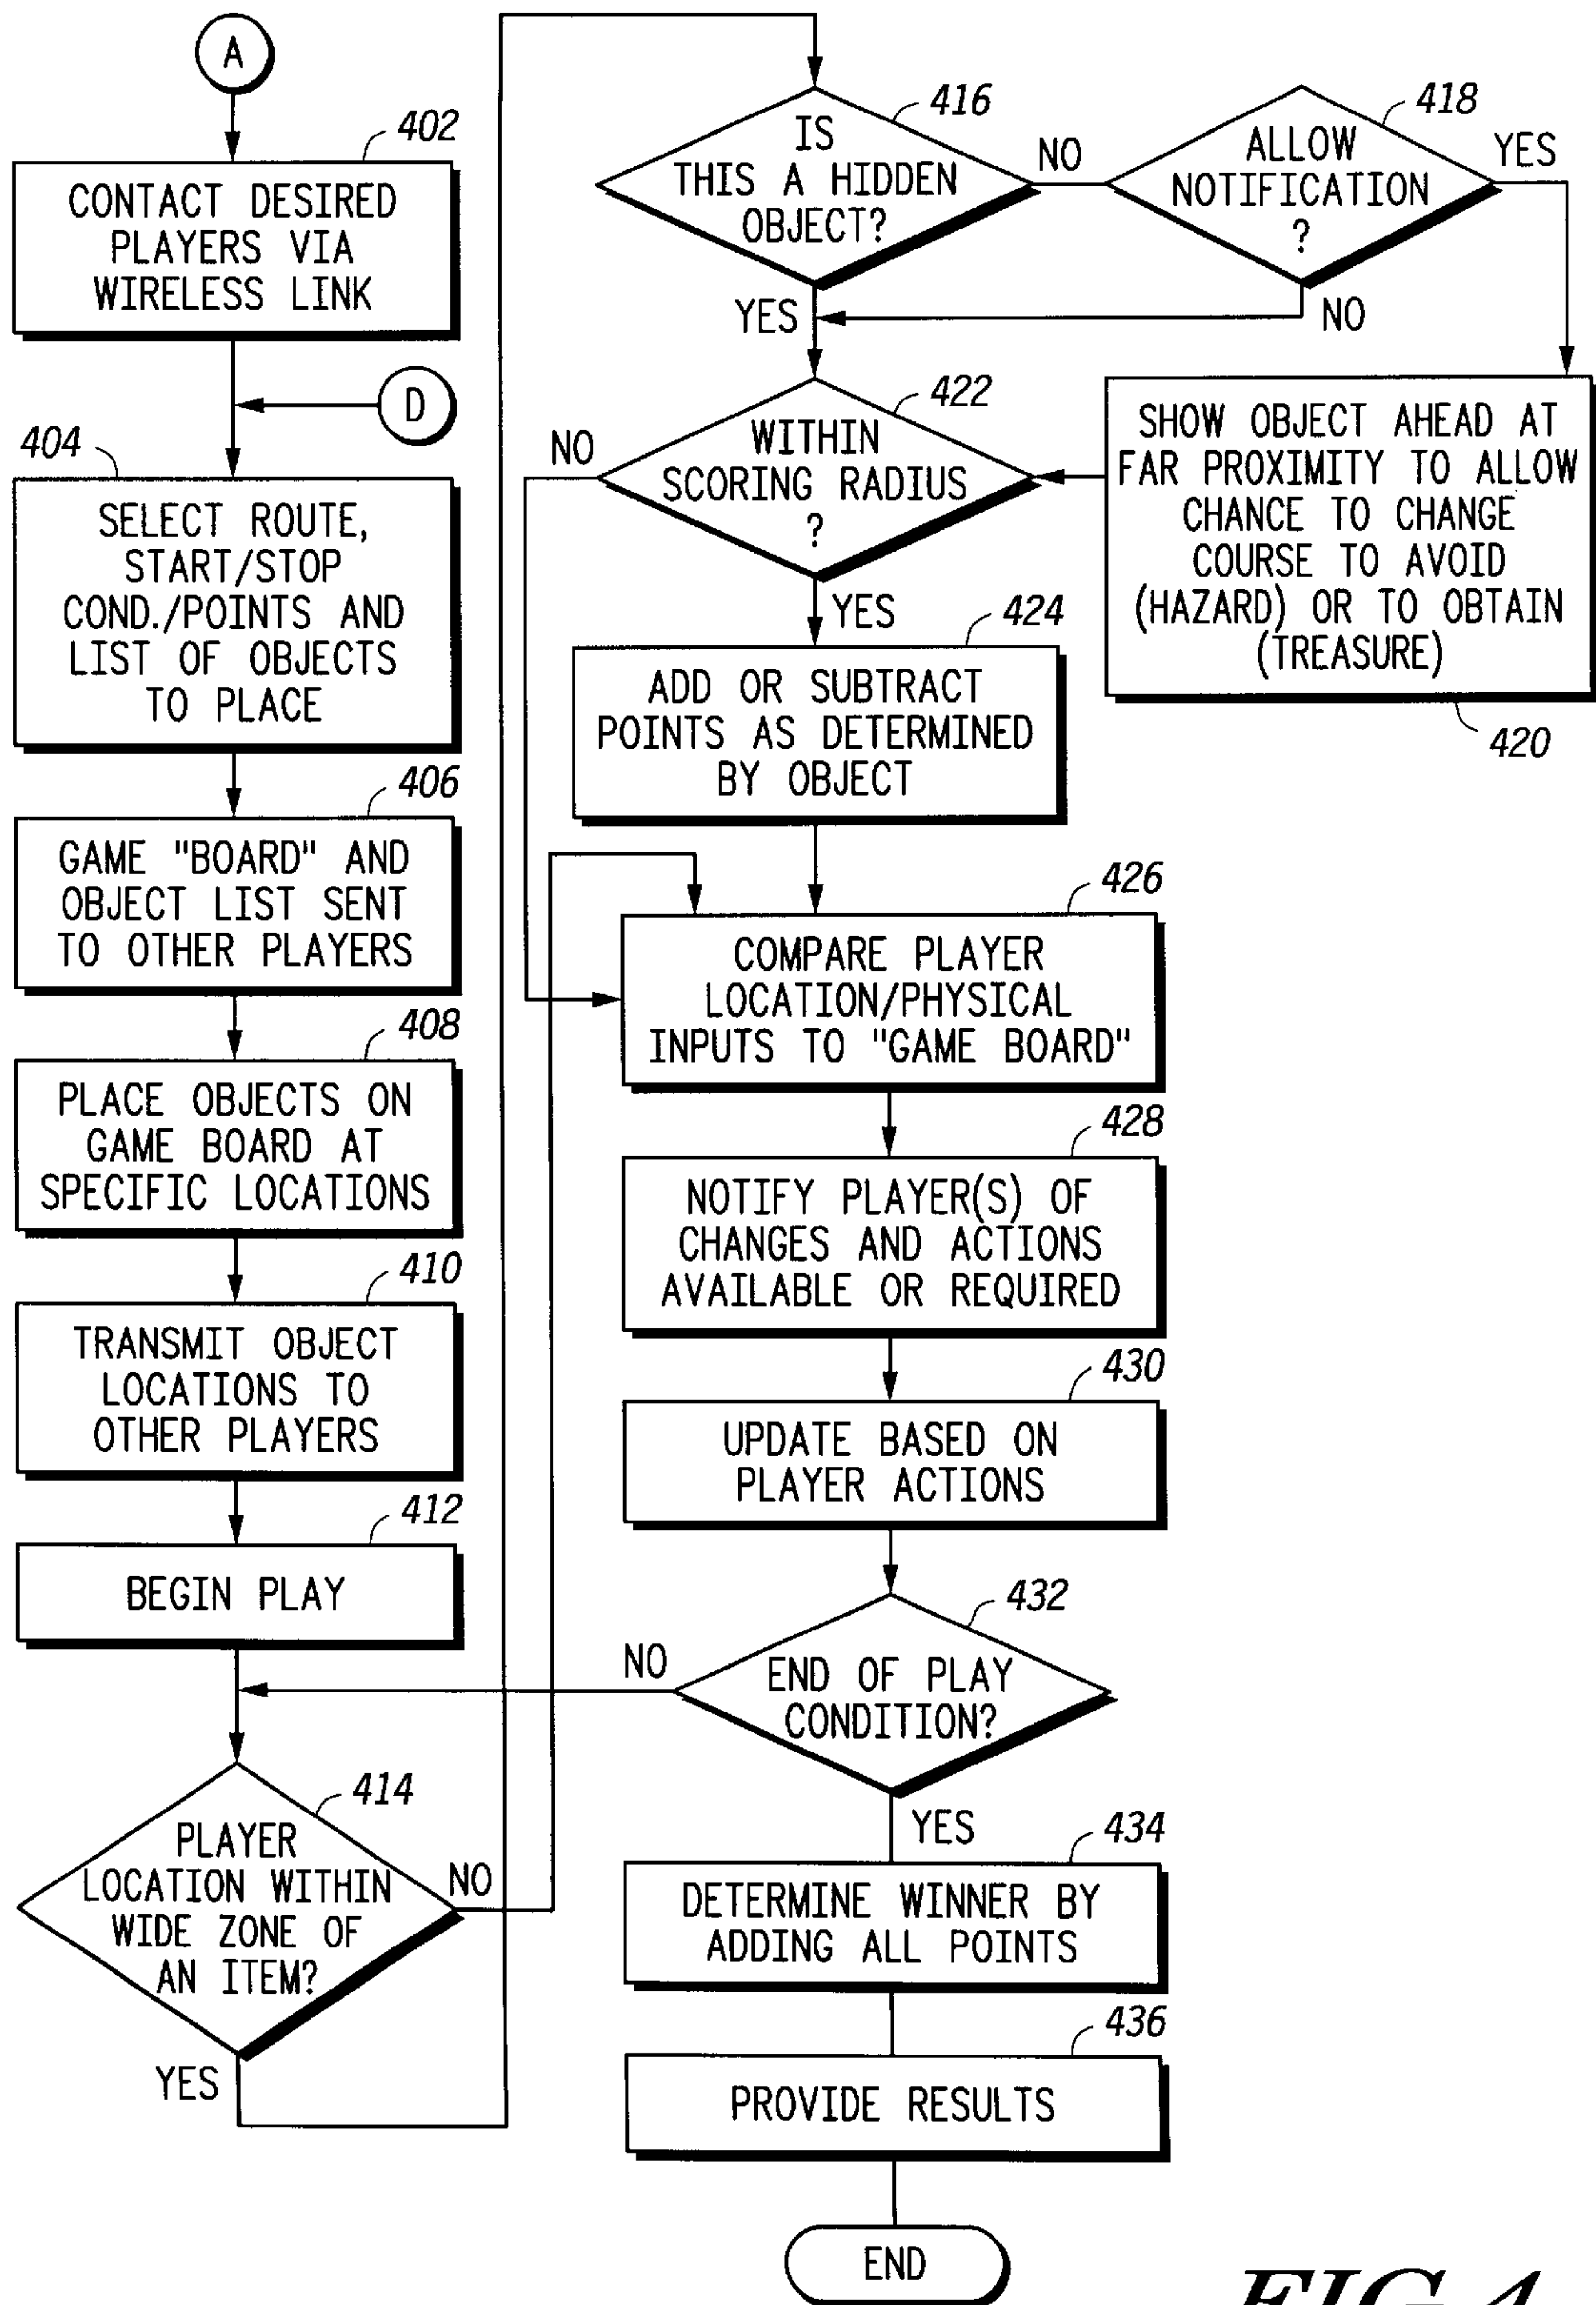 A
402
CONTACT DESIRED
PLAYERS VIA
WIRELESS LINK
D
404
SELECT ROUTE,
START/STOP
COND./POINTS AND
LIST OF OBJECTS
TO PLACE
406
GAME "BOARD" AND
OBJECT LIST SENT
TO OTHER PLAYERS
408
PLACE OBJECTS ON
GAME BOARD AT
SPECIFIC LOCATIONS
410
TRANSMIT OBJECT
LOCATIONS TO
OTHER PLAYERS
412
BEGIN PLAY
414
PLAYER
LOCATION WITHIN
WIDE ZONE OF
AN ITEM?
NO
YES
416
IS
THIS A HIDDEN
OBJECT?
NO
YES
418
ALLOW
NOTIFICATION
?
YES
NO
SHOW OBJECT AHEAD AT
FAR PROXIMITY TO ALLOW
CHANCE TO CHANGE
COURSE TO AVOID
(HAZARD) OR TO OBTAIN
(TREASURE)
420
422
WITHIN
SCORING RADIUS
?
NO
YES
424
ADD OR SUBTRACT
POINTS AS DETERMINED
BY OBJECT
426
COMPARE PLAYER
LOCATION/PHYSICAL
INPUTS TO "GAME BOARD"
428
NOTIFY PLAYER(S) OF
CHANGES AND ACTIONS
AVAILABLE OR REQUIRED
430
UPDATE BASED ON
PLAYER ACTIONS
432
END OF PLAY
CONDITION?
NO
YES
434
DETERMINE WINNER BY
ADDING ALL POINTS
436
PROVIDE RESULTS
END
FIG.4